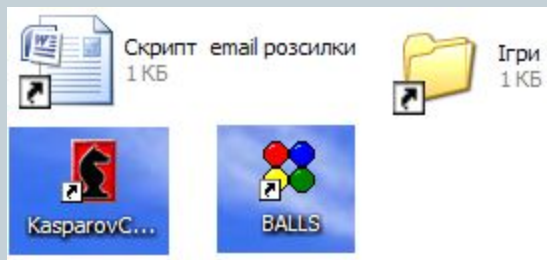 Скрипт email розсилки
1 КБ
Ігри
1 КБ
KasparovC...
BALLS